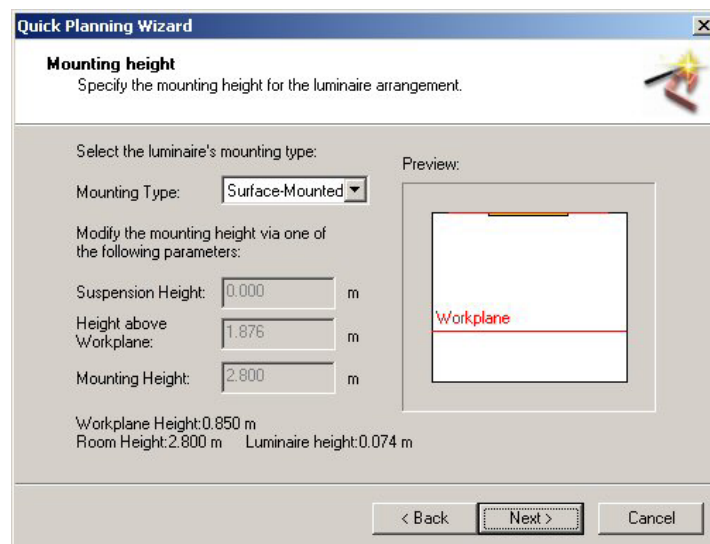 Quick Planning Wizard
Mounting height
Specify the mounting height for the luminaire arrangement.
Select the luminaire's mounting type:
Preview:
Mounting Type: Surface-Mounted
Modify the mounting height via one of
the following parameters:
Suspension Height: 0.000 m
Height above
Workplane: 1.876 m
Mounting Height: 2.800 m
Workplane
Workplane Height:0.850 m
Room Height:2.800 m Luminaire height:0.074 m
< Back Next > Cancel